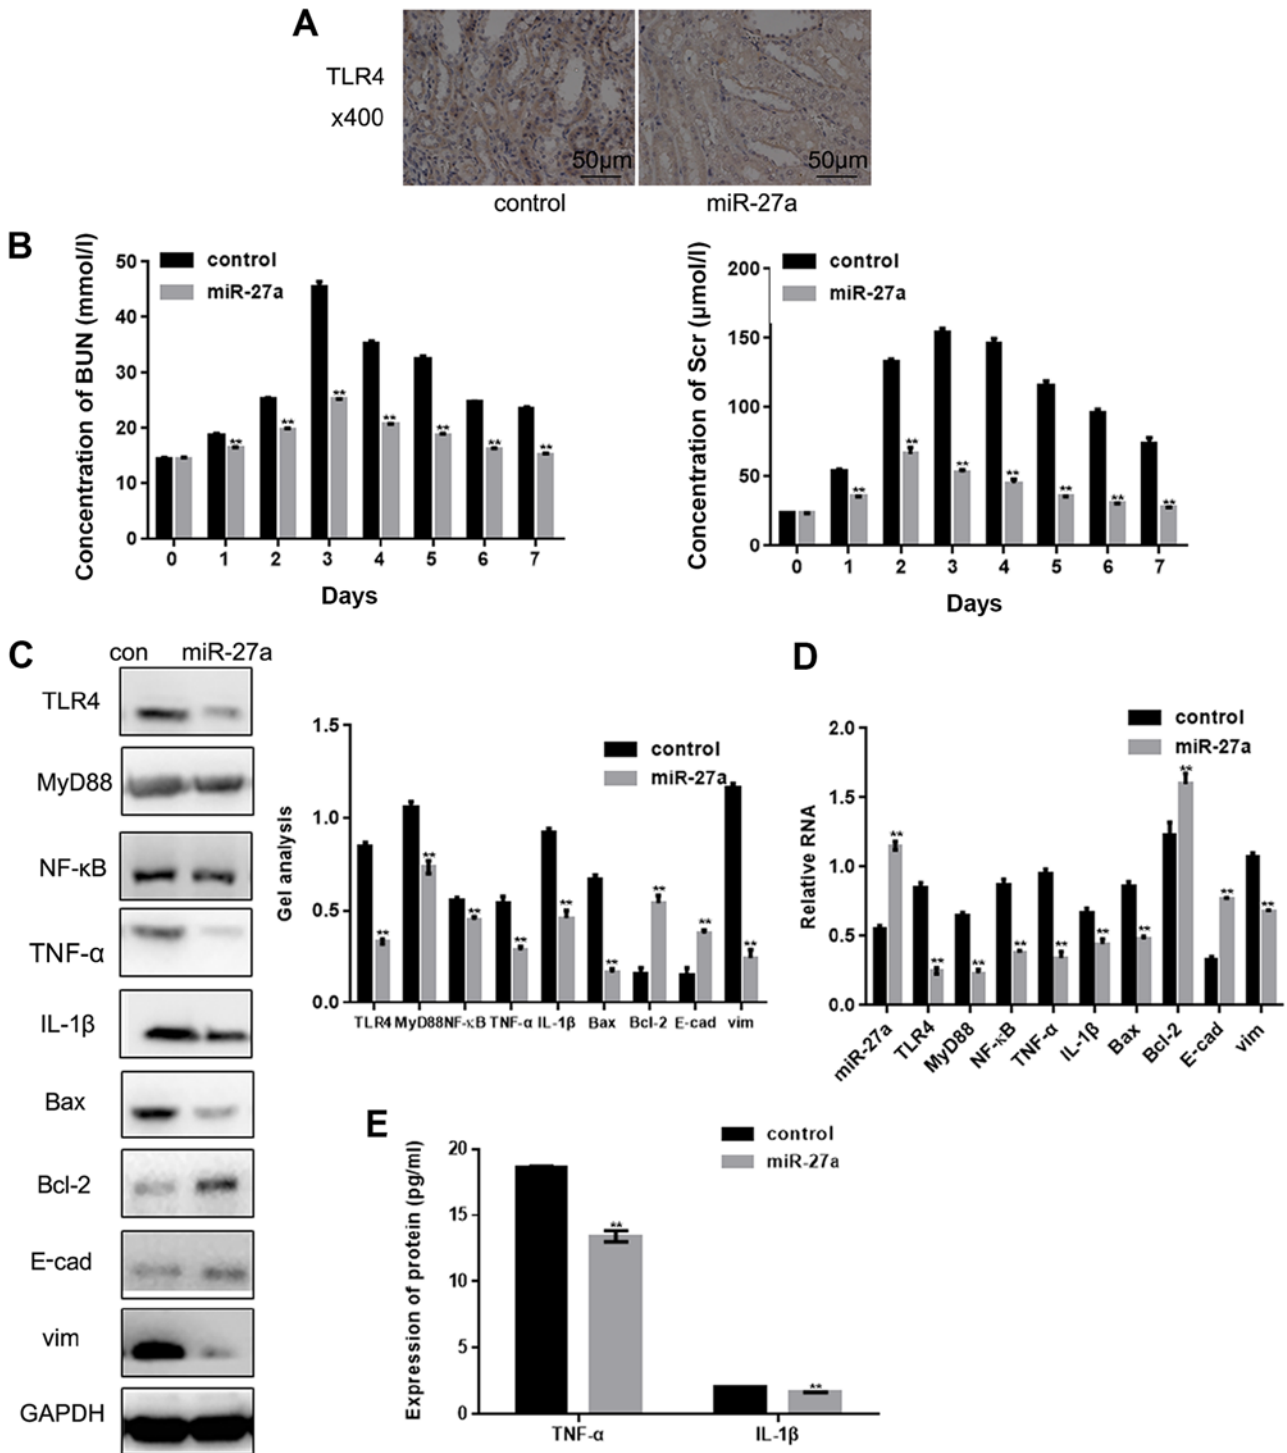 A
TLR4
x400
50µm
50µm
control
miR-27a
B
Concentration of BUN (mmol/l)
50
40
30
20
10
0
control
miR-27a
**
**
**
**
**
**
**
0 1 2 3 4 5 6 7
Days
Concentration of Scr (µmol/l)
200
150
100
50
0
control
miR-27a
**
**
**
**
**
**
**
0 1 2 3 4 5 6 7
Days
C
con miR-27a
TLR4
MyD88
NF-κB
TNF-α
IL-1β
Bax
Bcl-2
E-cad
vim
GAPDH
Gel analysis
1.5
1.0
0.5
0.0
control
miR-27a
**
**
**
**
**
**
**
**
**
TLR4 MyD88 NF-κB TNF-α IL-1β Bax Bcl-2 E-cad vim
D
Relative RNA
2.0
1.5
1.0
0.5
0.0
control
miR-27a
**
**
**
**
**
**
**
**
**
**
miR-27a TLR4 MyD88 NF-κB TNF-α IL-1β Bax Bcl-2 E-cad vim
E
Expression of protein (pg/ml)
20
15
10
5
0
control
miR-27a
**
**
TNF-α IL-1β